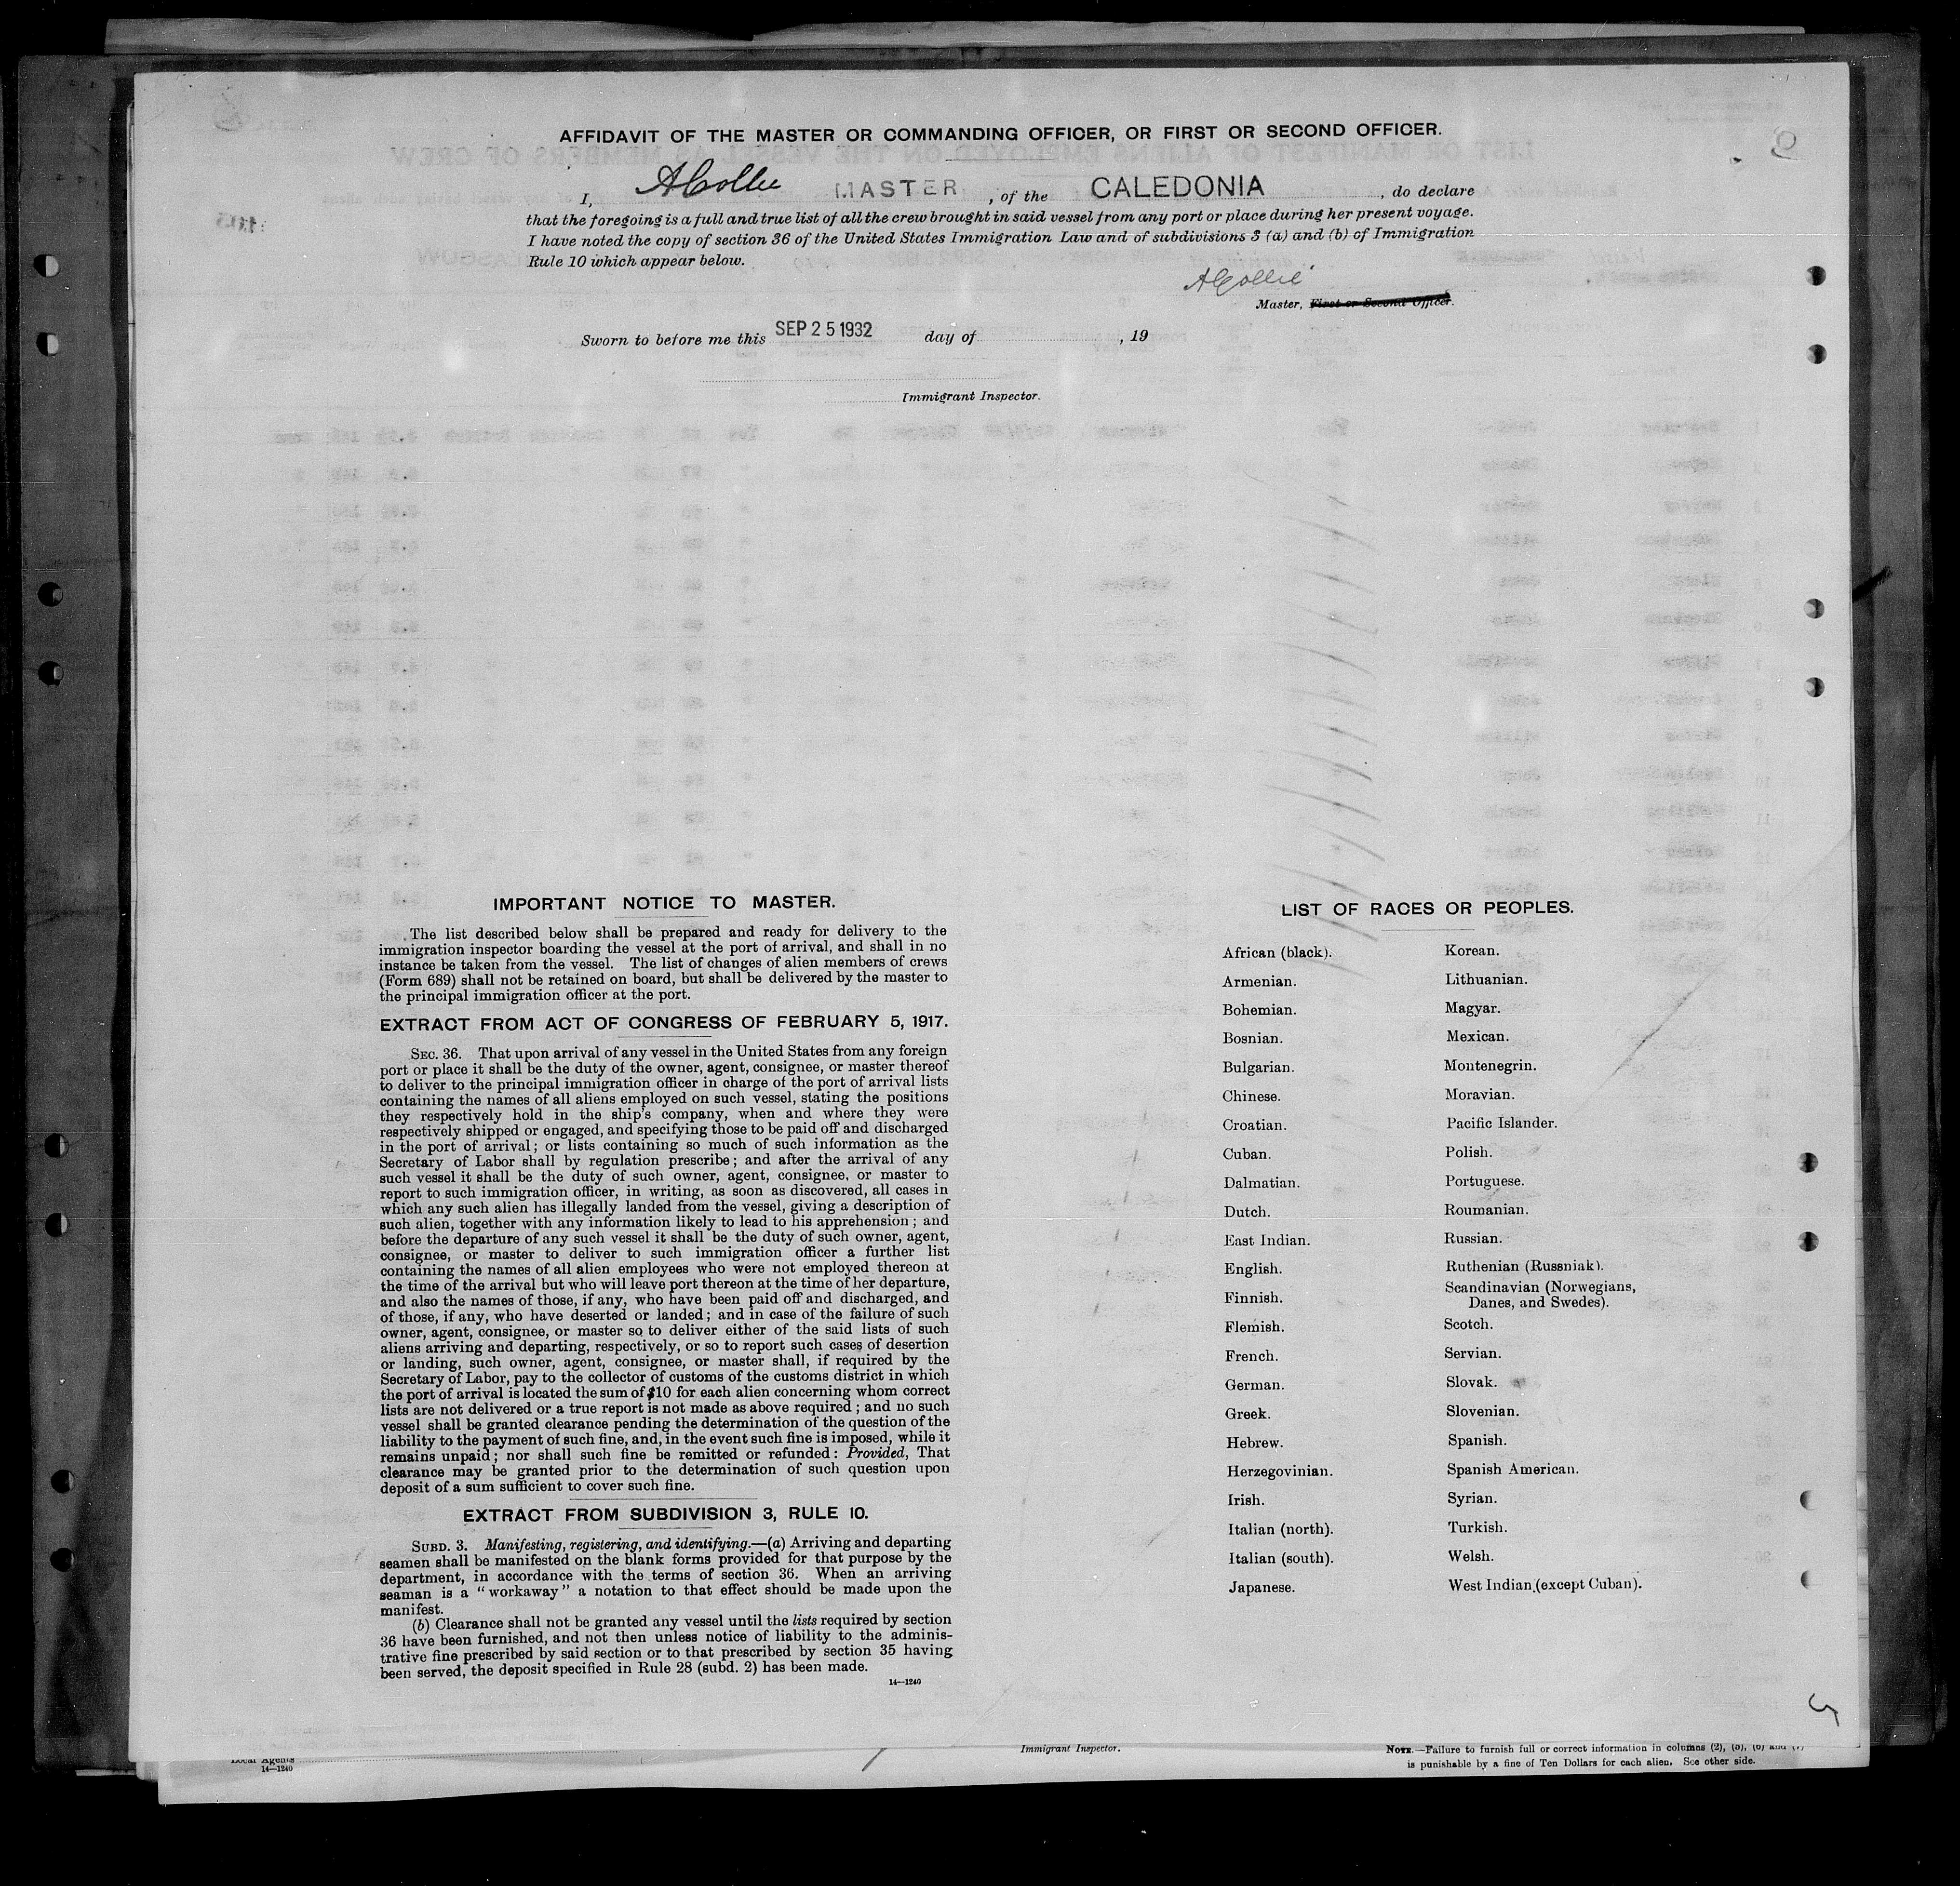 AFFIDAVIT OF THE MASTER OR COMMANDING OFFICER, OR FIRST OR SECOND OFFICER.
I, A Collie MASTER, of the CALEDONIA, do declare
that the foregoing is a full and true list of all the crew brought in said vessel from any port or place during her present voyage.
I have noted the copy of section 36 of the United States Immigration Law and of subdivisions 3 (a) and (b) of Immigration
Rule 10 which appear below.
A Collie
Master, First or Second Officer.
Sworn to before me this SEP 25 1932 day of , 19
Immigrant Inspector.
IMPORTANT NOTICE TO MASTER.
The list described below shall be prepared and ready for delivery to the
immigration inspector boarding the vessel at the port of arrival, and shall in no
instance be taken from the vessel. The list of changes of alien members of crews
(Form 689) shall not be retained on board, but shall be delivered by the master to
the principal immigration officer at the port.
EXTRACT FROM ACT OF CONGRESS OF FEBRUARY 5, 1917.
SEC. 36. That upon arrival of any vessel in the United States from any foreign
port or place it shall be the duty of the owner, agent, consignee, or master thereof
to deliver to the principal immigration officer in charge of the port of arrival lists
containing the names of all aliens employed on such vessel, stating the positions
they respectively hold in the ship's company, when and where they were
respectively shipped or engaged, and specifying those to be paid off and discharged
in the port of arrival; or lists containing so much of such information as the
Secretary of Labor shall by regulation prescribe; and after the arrival of any
such vessel it shall be the duty of such owner, agent, consignee, or master to
report to such immigration officer, in writing, as soon as discovered, all cases in
which any such alien has illegally landed from the vessel, giving a description of
such alien, together with any information likely to lead to his apprehension; and
before the departure of any such vessel it shall be the duty of such owner, agent,
consignee, or master to deliver to such immigration officer a further list
containing the names of all alien employees who were not employed thereon at
the time of the arrival but who will leave port thereon at the time of her departure,
and also the names of those, if any, who have been paid off and discharged, and
of those, if any, who have deserted or landed; and in case of the failure of such
owner, agent, consignee, or master so to deliver either of the said lists of such
aliens arriving and departing, respectively, or so to report such cases of desertion
or landing, such owner, agent, consignee, or master shall, if required by the
Secretary of Labor, pay to the collector of customs of the customs district in which
the port of arrival is located the sum of $10 for each alien concerning whom correct
lists are not delivered or a true report is not made as above required; and no such
vessel shall be granted clearance pending the determination of the question of the
liability to the payment of such fine, and, in the event such fine is imposed, while it
remains unpaid; nor shall such fine be remitted or refunded: Provided, That
clearance may be granted prior to the determination of such question upon
deposit of a sum sufficient to cover such fine.
EXTRACT FROM SUBDIVISION 3, RULE 10.
SUBD. 3. Manifesting, registering, and identifying.—(a) Arriving and departing
seamen shall be manifested on the blank forms provided for that purpose by the
department, in accordance with the terms of section 36. When an arriving
seaman is a "workaway" a notation to that effect should be made upon the
manifest.
(b) Clearance shall not be granted any vessel until the lists required by section
36 have been furnished, and not then unless notice of liability to the adminis-
trative fine prescribed by said section or to that prescribed by section 35 having
been served, the deposit specified in Rule 28 (subd. 2) has been made.
14—1240
LIST OF RACES OR PEOPLES.
African (black).
Armenian.
Bohemian.
Bosnian.
Bulgarian.
Chinese.
Croatian.
Cuban.
Dalmatian.
Dutch.
East Indian.
English.
Finnish.
Flemish.
French.
German.
Greek.
Hebrew.
Herzegovinian.
Irish.
Italian (north).
Italian (south).
Japanese.
Korean.
Lithuanian.
Magyar.
Mexican.
Montenegrin.
Moravian.
Pacific Islander.
Polish.
Portuguese.
Roumanian.
Russian.
Ruthenian (Russniak).
Scandinavian (Norwegians,
Danes, and Swedes).
Scotch.
Servian.
Slovak.
Slovenian.
Spanish.
Spanish American.
Syrian.
Turkish.
Welsh.
West Indian (except Cuban).
5
Local Agents
14—1240
Immigrant Inspector.
NOTE.—Failure to furnish full or correct information in columns (2), (5), (6) and (7)
is punishable by a fine of Ten Dollars for each alien. See other side.